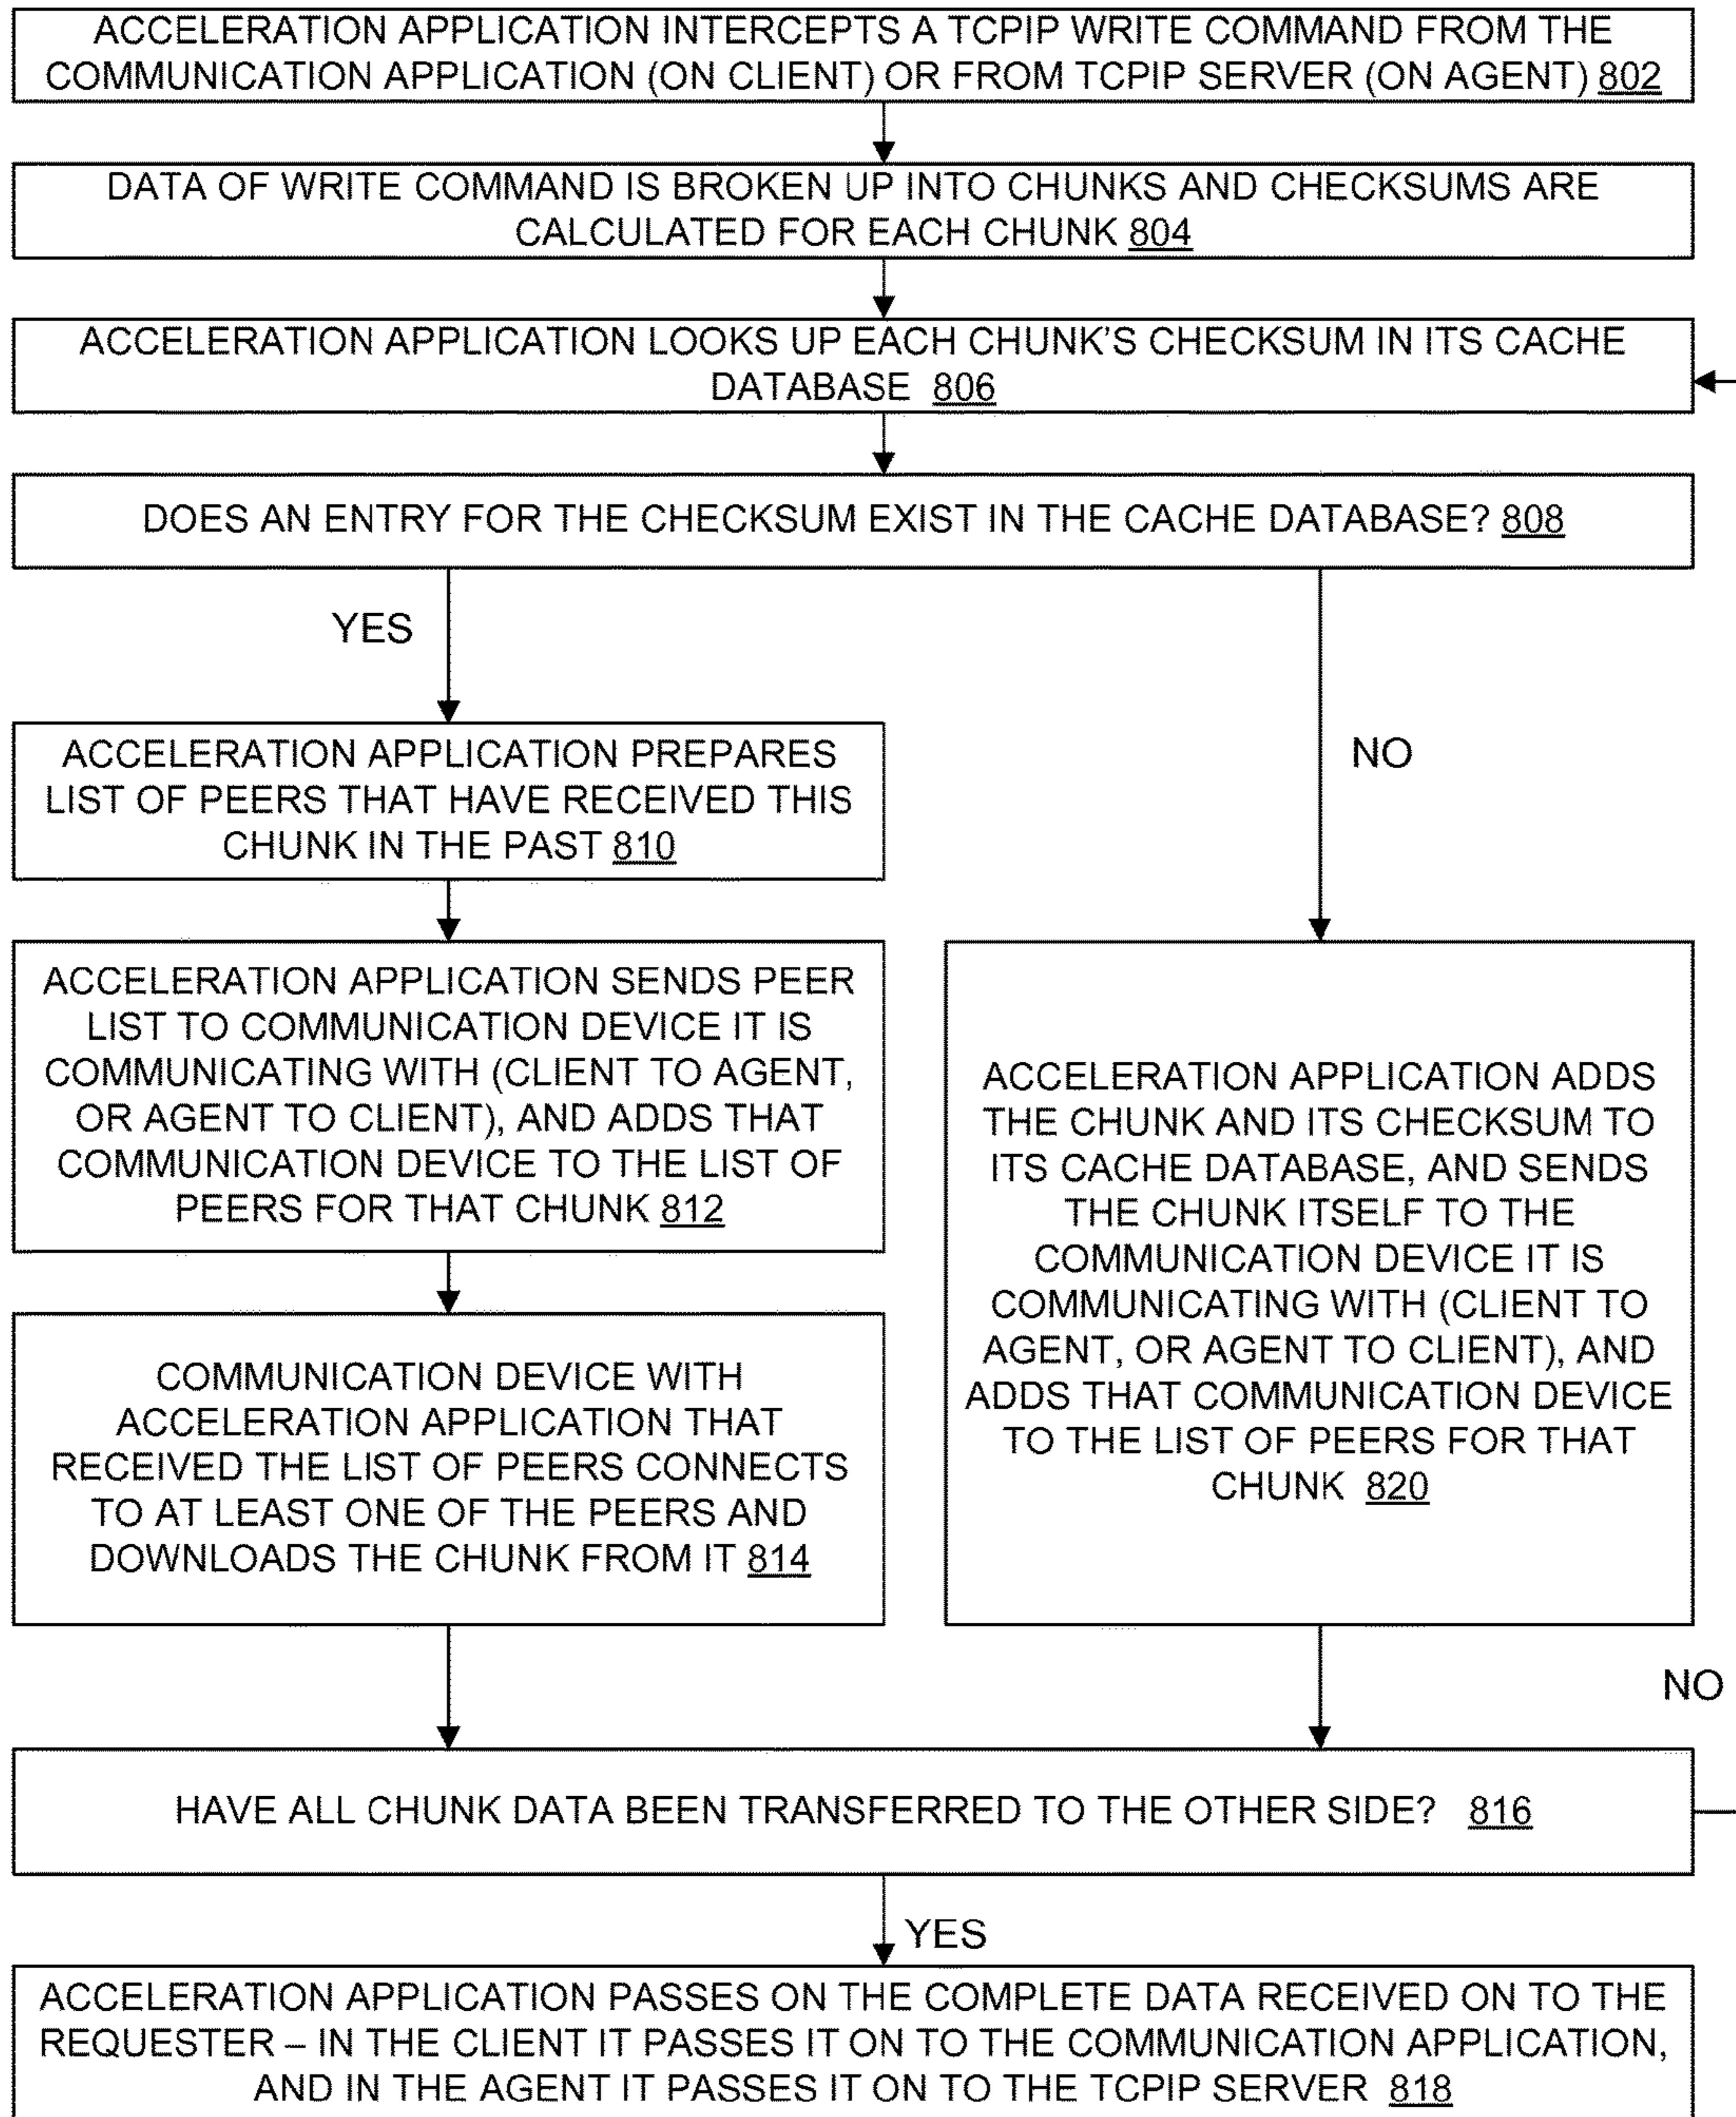 ACCELERATION APPLICATION INTERCEPTS A TCPIP WRITE COMMAND FROM THE
COMMUNICATION APPLICATION (ON CLIENT) OR FROM TCPIP SERVER (ON AGENT) 802
DATA OF WRITE COMMAND IS BROKEN UP INTO CHUNKS AND CHECKSUMS ARE
CALCULATED FOR EACH CHUNK 804
ACCELERATION APPLICATION LOOKS UP EACH CHUNK’S CHECKSUM IN ITS CACHE
DATABASE 806
DOES AN ENTRY FOR THE CHECKSUM EXIST IN THE CACHE DATABASE? 808
YES
ACCELERATION APPLICATION PREPARES
LIST OF PEERS THAT HAVE RECEIVED THIS
CHUNK IN THE PAST 810
ACCELERATION APPLICATION SENDS PEER
LIST TO COMMUNICATION DEVICE IT IS
COMMUNICATING WITH (CLIENT TO AGENT,
OR AGENT TO CLIENT), AND ADDS THAT
COMMUNICATION DEVICE TO THE LIST OF
PEERS FOR THAT CHUNK 812
COMMUNICATION DEVICE WITH
ACCELERATION APPLICATION THAT
RECEIVED THE LIST OF PEERS CONNECTS
TO AT LEAST ONE OF THE PEERS AND
DOWNLOADS THE CHUNK FROM IT 814
NO
ACCELERATION APPLICATION ADDS
THE CHUNK AND ITS CHECKSUM TO
ITS CACHE DATABASE, AND SENDS
THE CHUNK ITSELF TO THE
COMMUNICATION DEVICE IT IS
COMMUNICATING WITH (CLIENT TO
AGENT, OR AGENT TO CLIENT), AND
ADDS THAT COMMUNICATION DEVICE
TO THE LIST OF PEERS FOR THAT
CHUNK 820
NO
HAVE ALL CHUNK DATA BEEN TRANSFERRED TO THE OTHER SIDE? 816
YES
ACCELERATION APPLICATION PASSES ON THE COMPLETE DATA RECEIVED ON TO THE
REQUESTER – IN THE CLIENT IT PASSES IT ON TO THE COMMUNICATION APPLICATION,
AND IN THE AGENT IT PASSES IT ON TO THE TCPIP SERVER 818